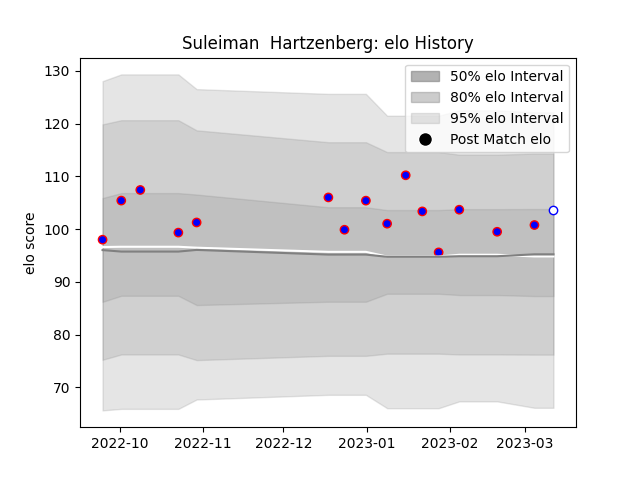 Suleiman  Hartzenberg: elo History
130
120
110
100
90
80
70
elo score
50% elo Interval
80% elo Interval
95% elo Interval
Post Match elo
2022-10
2022-11
2022-12
2023-01
2023-02
2023-03